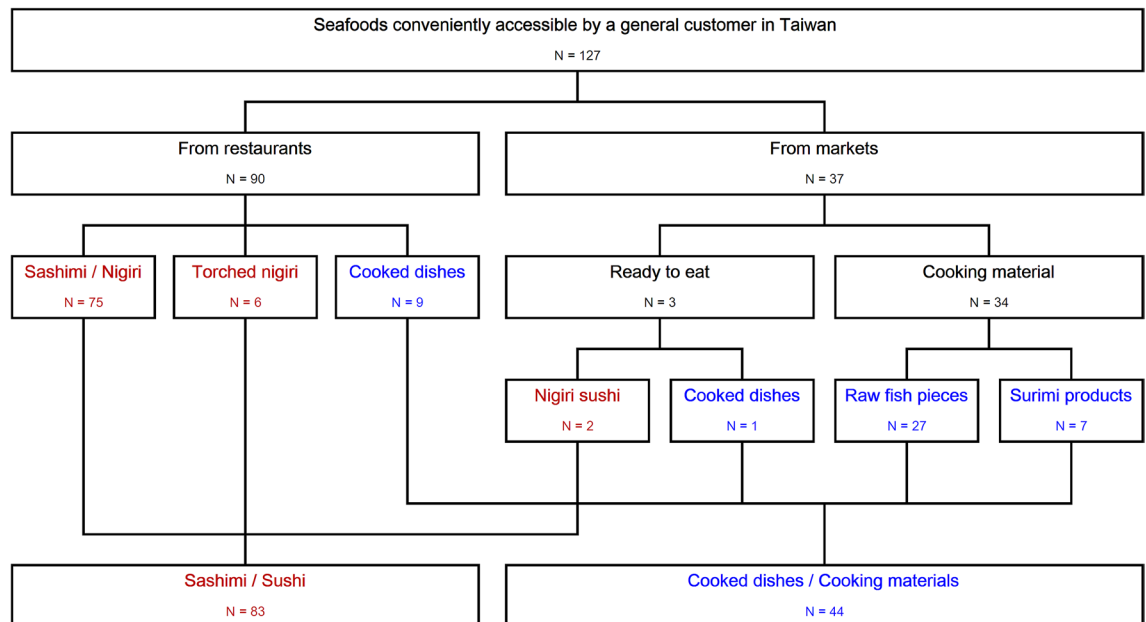 Seafoods conveniently accessible by a general customer in Taiwan
N = 127
From restaurants
N = 90
From markets
N = 37
Sashimi / Nigiri
N = 75
Torched nigiri
N = 6
Cooked dishes
N = 9
Ready to eat
N = 3
Cooking material
N = 34
Nigiri sushi
N = 2
Cooked dishes
N = 1
Raw fish pieces
N = 27
Surimi products
N = 7
Sashimi / Sushi
N = 83
Cooked dishes / Cooking materials
N = 44